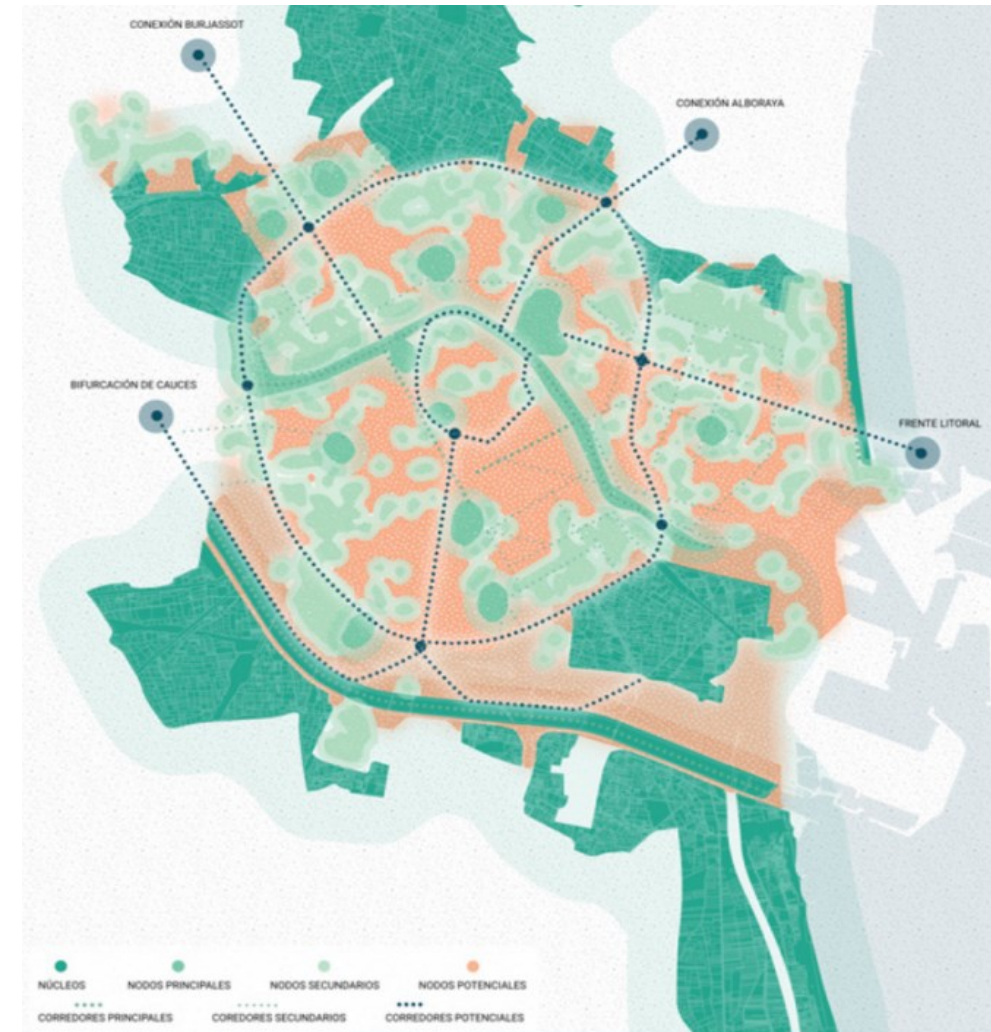 CONEXIÓN BURJASSOT
CONEXIÓN ALBORAYA
BIFURCACIÓN DE CAUCES
FRENTE LITORAL
NÚCLEOS NODOS PRINCIPALES NODOS SECUNDARIOS NODOS POTENCIALES
CORREDORES PRINCIPALES COREDORES SECUNDARIOS CORREDORES POTENCIALES